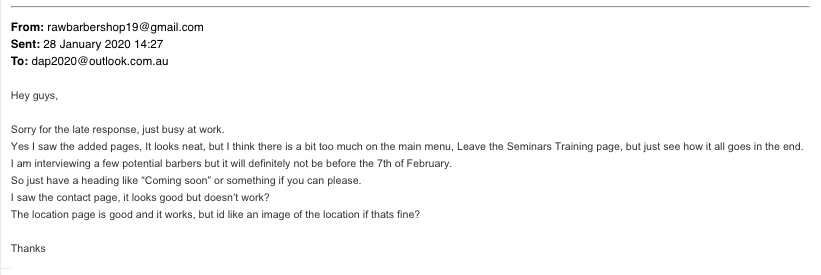 From: rawbarbershop19@gmail.com
Sent: 28 January 2020 14:27
To: dap2020@outlook.com.au
Hey guys,
Sorry for the late response, just busy at work.
Yes I saw the added pages, It looks neat, but I think there is a bit too much on the main menu, Leave the Seminars Training page, but just see how it all goes in the end.
I am interviewing a few potential barbers but it will definitely not be before the 7th of February.
So just have a heading like “Coming soon” or something if you can please.
I saw the contact page, it looks good but doesn’t work?
The location page is good and it works, but id like an image of the location if thats fine?
Thanks